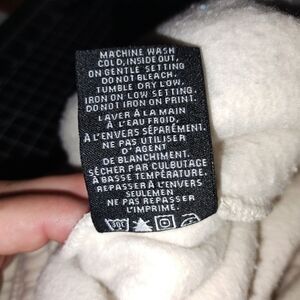 MACHINE WASH
COLD, INSIDE OUT,
ON GENTLE SETTING
DO NOT BLEACH.
TUMBLE DRY LOW.
IRON ON LOW SETTING.
DO NOT IRON ON PRINT.
LAVER À LA MAIN
À L'EAU FROID,
À L'ENVERS SÉPARÉMENT.
NE PAS UTILISER
D'AGENT
DE BLANCHIMENT.
SÉCHER PAR CULBUTAGE
À BASSE TEMPÉRATURE.
REPASSER À L'ENVERS
SEULEMEN
NE PAS REPASSER
L'IMPRIME.